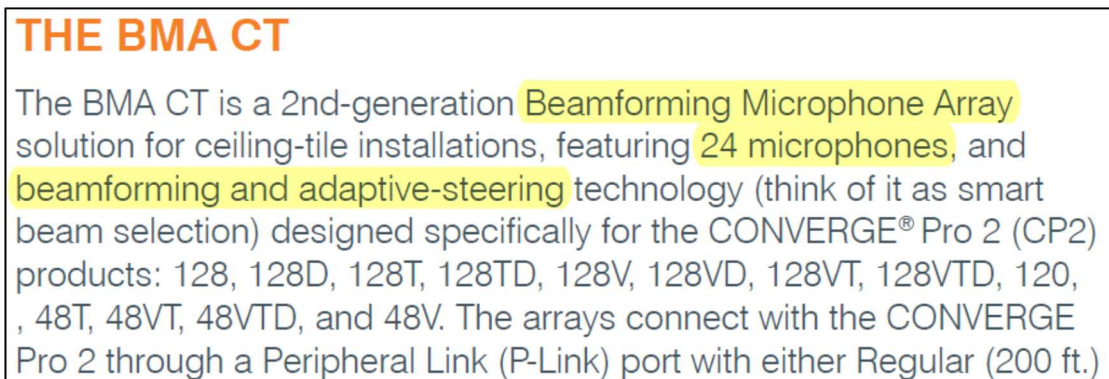 THE BMA CT
The BMA CT is a 2nd-generation Beamforming Microphone Array
solution for ceiling-tile installations, featuring 24 microphones, and
beamforming and adaptive-steering technology (think of it as smart
beam selection) designed specifically for the CONVERGE® Pro 2 (CP2)
products: 128, 128D, 128T, 128TD, 128V, 128VD, 128VT, 128VTD, 120,
, 48T, 48VT, 48VTD, and 48V. The arrays connect with the CONVERGE
Pro 2 through a Peripheral Link (P-Link) port with either Regular (200 ft.)